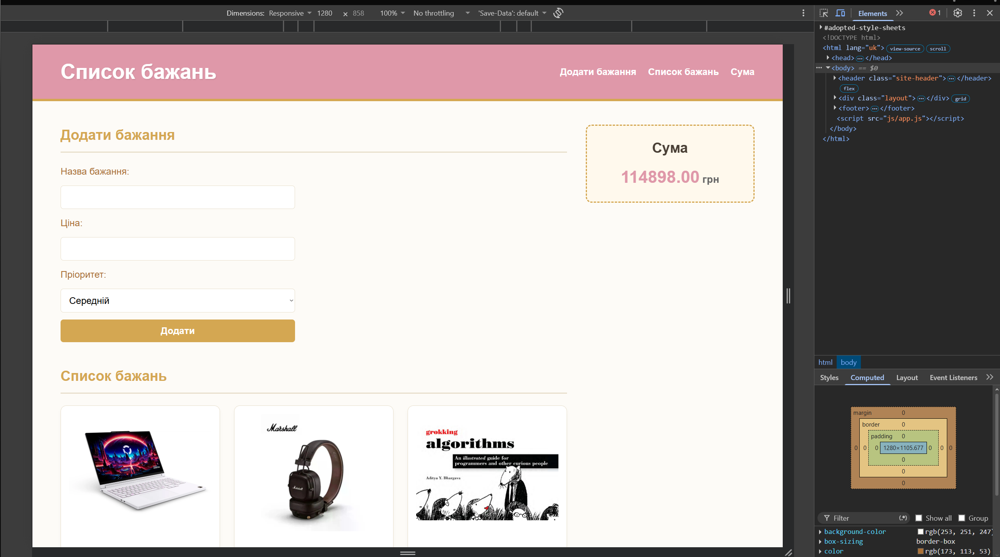 Dimensions: Responsive 1280 × 858 100% No throttling 'Save-Data': default
Список бажань
Додати бажання Список бажань Сума
Додати бажання
Назва бажання:
Ціна:
Пріоритет:
Середній
Додати
Сума
114898.00 грн
Список бажань
Marshall
Marshall
LEGION
grokking
algorithms
An illustrated guide for
programmers and other curious people
Aditya Y. Bhargava
Elements 1
#adopted-style-sheets
<!DOCTYPE html>
<html lang="uk"> view-source scroll
<head> … </head>
<body> == $0
<header class="site-header"> … </header>
flex
<div class="layout"> … </div> grid
<footer> … </footer>
<script src="js/app.js"></script>
</body>
</html>
html body
Styles Computed Layout Event Listeners
margin 0
border 0
padding 0
0 0 0 1280×1105.677 0 0 0
0
0
0
Filter (.*) Show all Group
background-color rgb(253, 251, 247)
box-sizing border-box
color rgb(173, 113, 53)